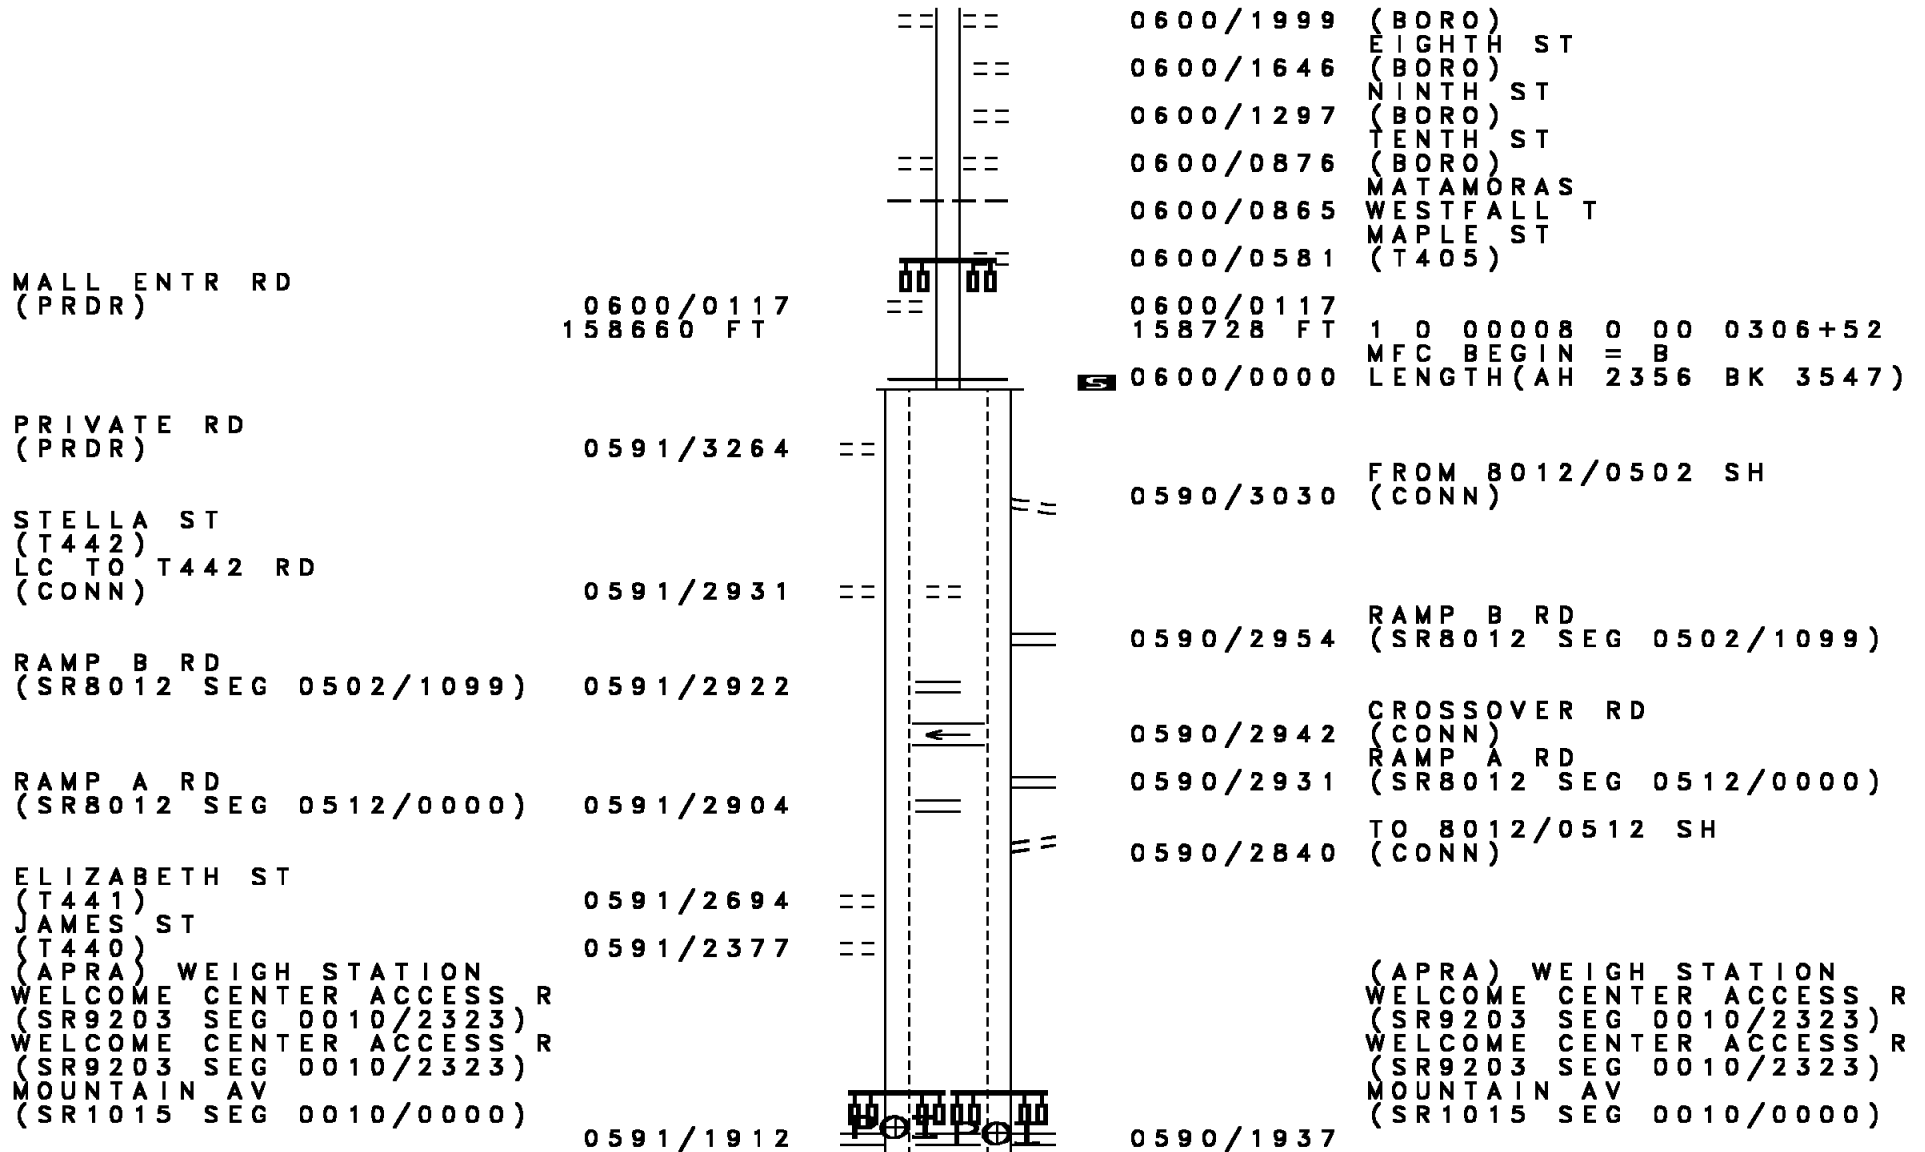 0600/1999 (BORO)
EIGHTH ST
0600/1646 (BORO)
NINTH ST
0600/1297 (BORO)
TENTH ST
0600/0876 (BORO)
MATAMORAS
0600/0865 WESTFALL T
MAPLE ST
0600/0581 (T405)
MALL ENTR RD
(PRDR) 0600/0117 0600/0117
158660 FT 158728 FT 1 0 00008 0 00 0306+52
MFC BEGIN = B
S 0600/0000 LENGTH(AH 2356 BK 3547)
PRIVATE RD
(PRDR) 0591/3264
FROM 8012/0502 SH
0590/3030 (CONN)
STELLA ST
(T442)
LC TO T442 RD
(CONN) 0591/2931
RAMP B RD
0590/2954 (SR8012 SEG 0502/1099)
RAMP B RD
(SR8012 SEG 0502/1099) 0591/2922
CROSSOVER RD
0590/2942 (CONN)
RAMP A RD
0590/2931 (SR8012 SEG 0512/0000)
RAMP A RD
(SR8012 SEG 0512/0000) 0591/2904
TO 8012/0512 SH
0590/2840 (CONN)
ELIZABETH ST
(T441) 0591/2694
JAMES ST
(T440) 0591/2377
(APRA) WEIGH STATION
WELCOME CENTER ACCESS R
(SR9203 SEG 0010/2323)
WELCOME CENTER ACCESS R
(SR9203 SEG 0010/2323)
MOUNTAIN AV
(SR1015 SEG 0010/0000)
0591/1912
(APRA) WEIGH STATION
WELCOME CENTER ACCESS R
(SR9203 SEG 0010/2323)
WELCOME CENTER ACCESS R
(SR9203 SEG 0010/2323)
MOUNTAIN AV
(SR1015 SEG 0010/0000)
0590/1937